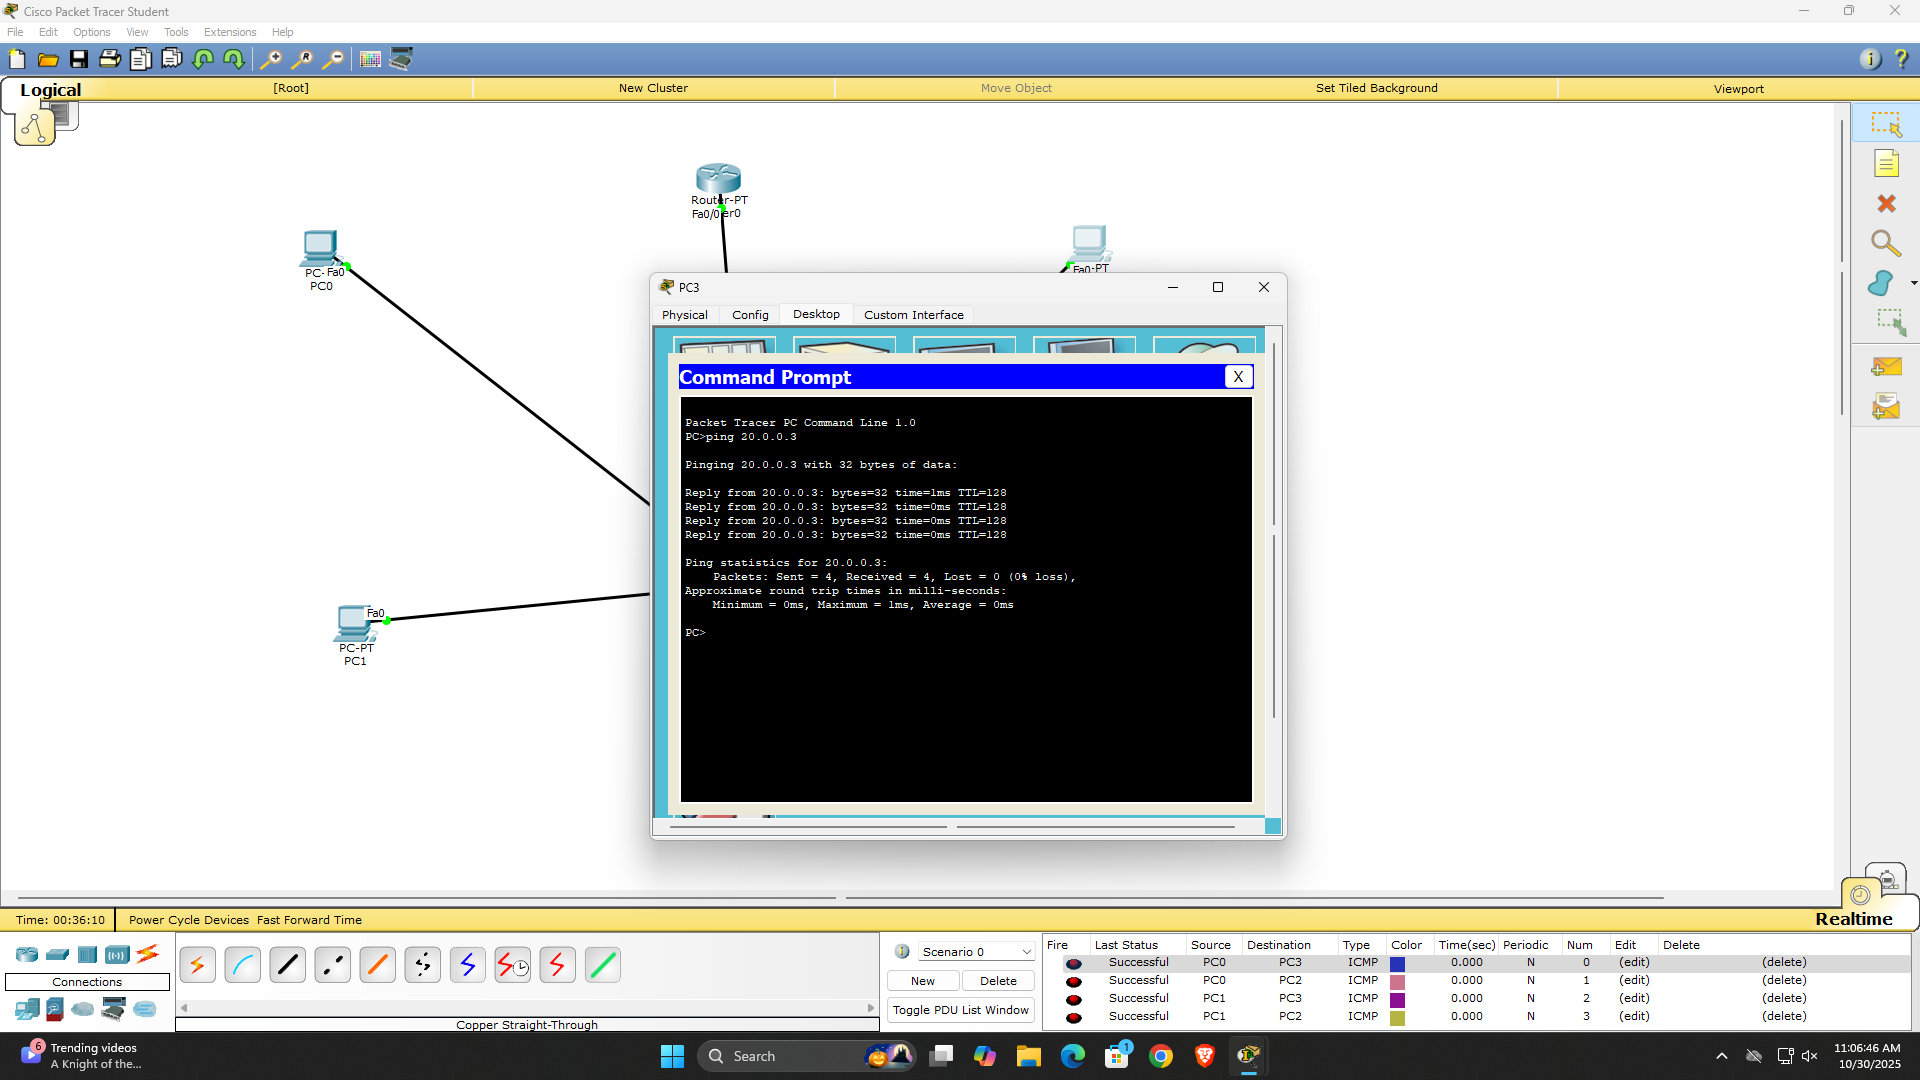 Cisco Packet Tracer Student
File Edit Options View Tools Extensions Help
Logical
[Root]
New Cluster
Move Object
Set Tiled Background
Viewport
Router-PT
Fa0/0
er0
PC-
Fa0
PC0
Fa0
-PT
Fa0
PC-PT
PC1
PC3
Physical Config Desktop Custom Interface
Command Prompt
X
Packet Tracer PC Command Line 1.0
PC>ping 20.0.0.3
Pinging 20.0.0.3 with 32 bytes of data:
Reply from 20.0.0.3: bytes=32 time=1ms TTL=128
Reply from 20.0.0.3: bytes=32 time=0ms TTL=128
Reply from 20.0.0.3: bytes=32 time=0ms TTL=128
Reply from 20.0.0.3: bytes=32 time=0ms TTL=128
Ping statistics for 20.0.0.3:
Packets: Sent = 4, Received = 4, Lost = 0 (0% loss),
Approximate round trip times in milli-seconds:
Minimum = 0ms, Maximum = 1ms, Average = 0ms
PC>
Time: 00:36:10 Power Cycle Devices Fast Forward Time
Realtime
Connections
Copper Straight-Through
Scenario 0
New Delete
Toggle PDU List Window
Fire Last Status Source Destination Type Color Time(sec) Periodic Num Edit Delete
Successful PC0 PC3 ICMP 0.000 N 0 (edit) (delete)
Successful PC0 PC2 ICMP 0.000 N 1 (edit) (delete)
Successful PC1 PC3 ICMP 0.000 N 2 (edit) (delete)
Successful PC1 PC2 ICMP 0.000 N 3 (edit) (delete)
6
Trending videos
A Knight of the...
Search
1
11:06:46 AM
10/30/2025